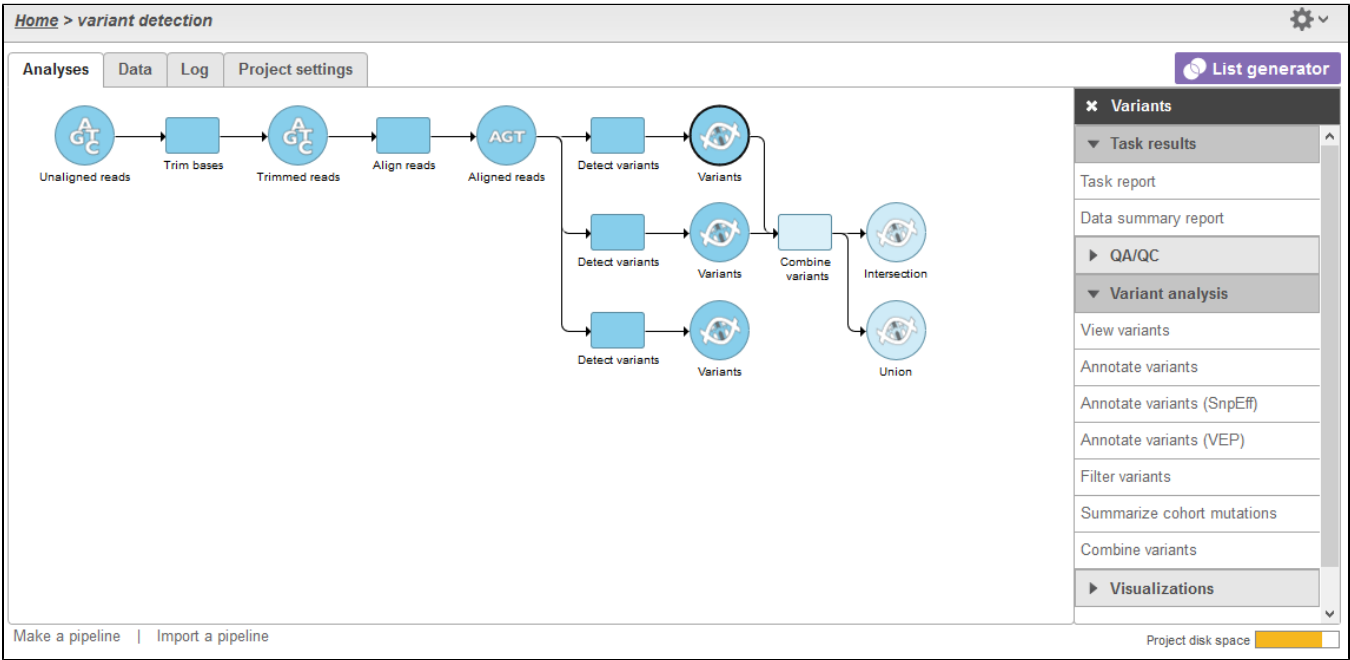 Home > variant detection
Analyses
Data
Log
Project settings
List generator
A
G T
C
Unaligned reads
Trim bases
A
G T
C
Trimmed reads
Align reads
AGT
Aligned reads
Detect variants
Variants
Detect variants
Variants
Combine
variants
Intersection
Detect variants
Variants
Union
Variants
Task results
Task report
Data summary report
QA/QC
Variant analysis
View variants
Annotate variants
Annotate variants (SnpEff)
Annotate variants (VEP)
Filter variants
Summarize cohort mutations
Combine variants
Visualizations
Make a pipeline | Import a pipeline
Project disk space